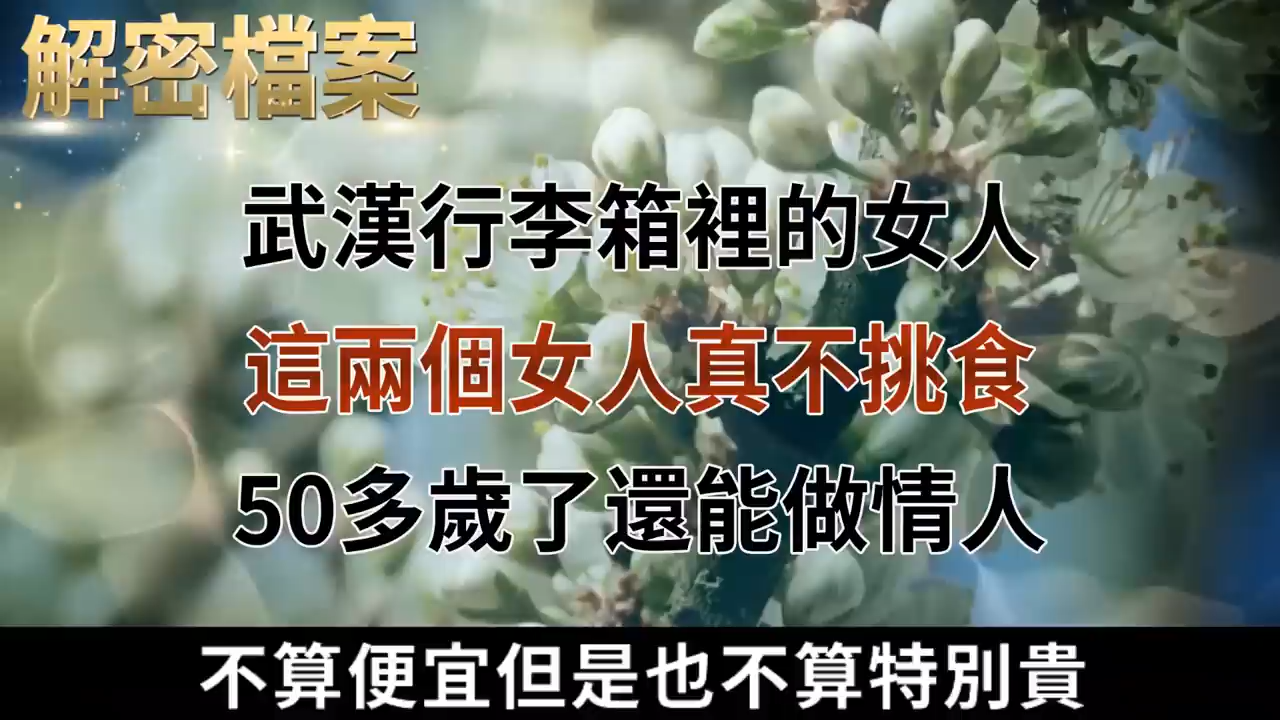 解密檔案
武漢行李箱裡的女人
這兩個女人真不挑食
50多歲了還能做情人
不算便宜但是也不算特別貴